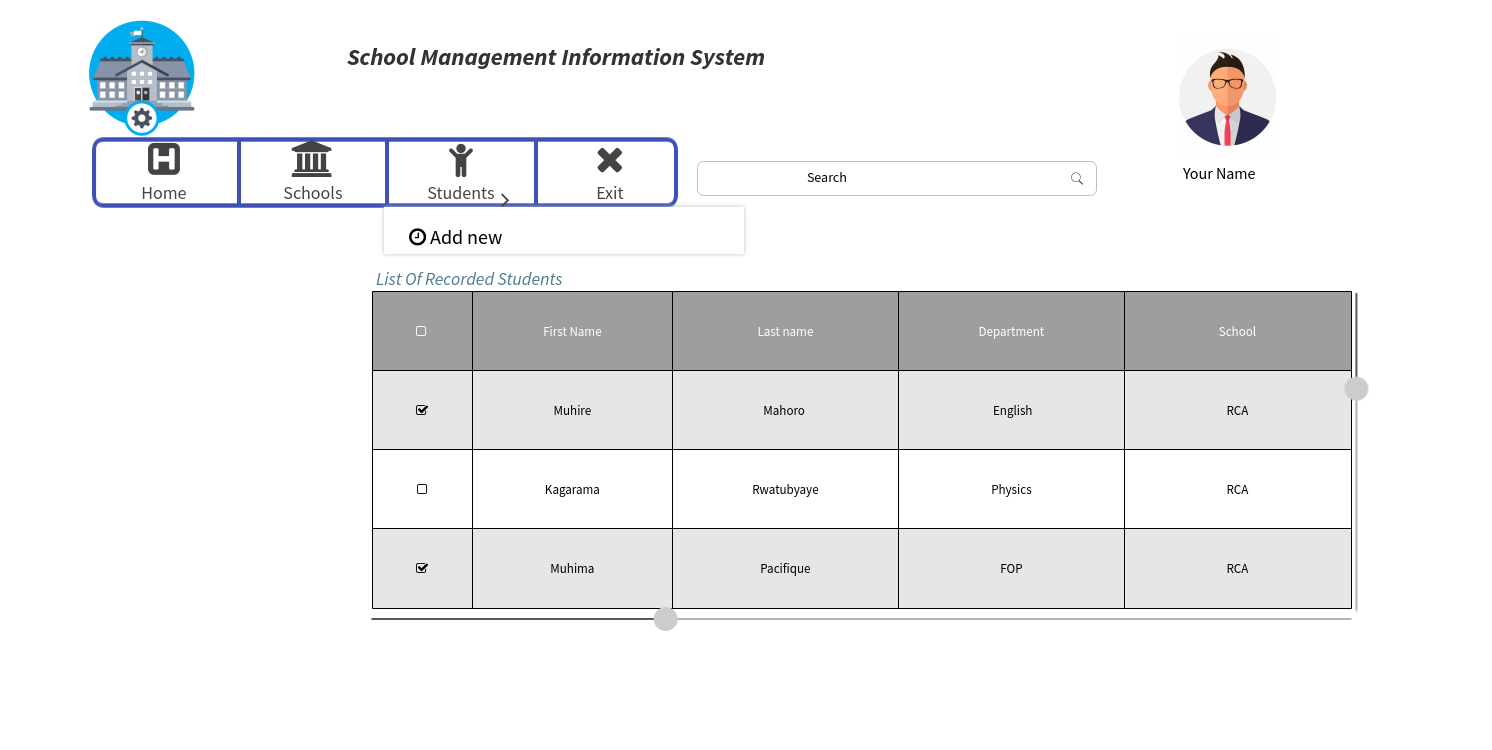 School Management Information System
Home
Schools
Students
Exit
Search
Your Name
Add new
List Of Recorded Students
First Name Last name Department School
Muhire Mahoro English RCA
Kagarama Rwatubyaye Physics RCA
Muhima Pacifique FOP RCA